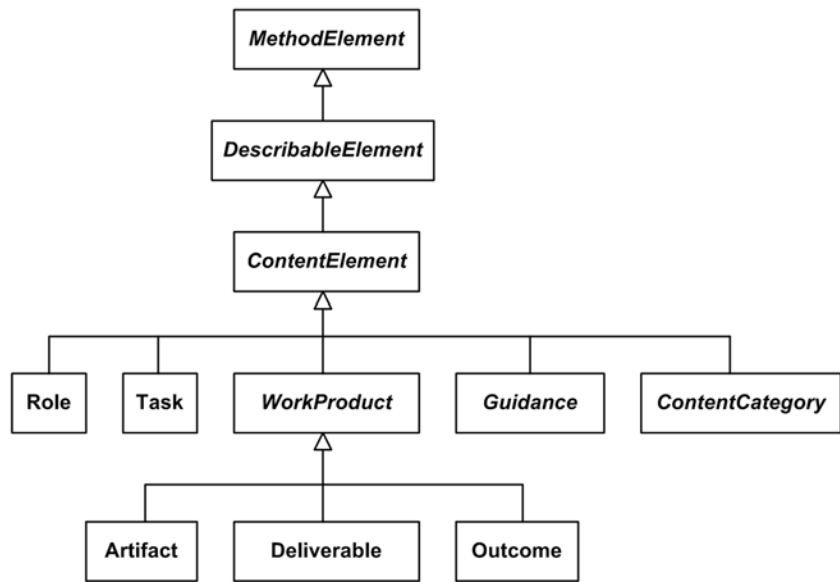 MethodElement
DescribableElement
ContentElement
Role
Task
WorkProduct
Guidance
ContentCategory
Artifact
Deliverable
Outcome